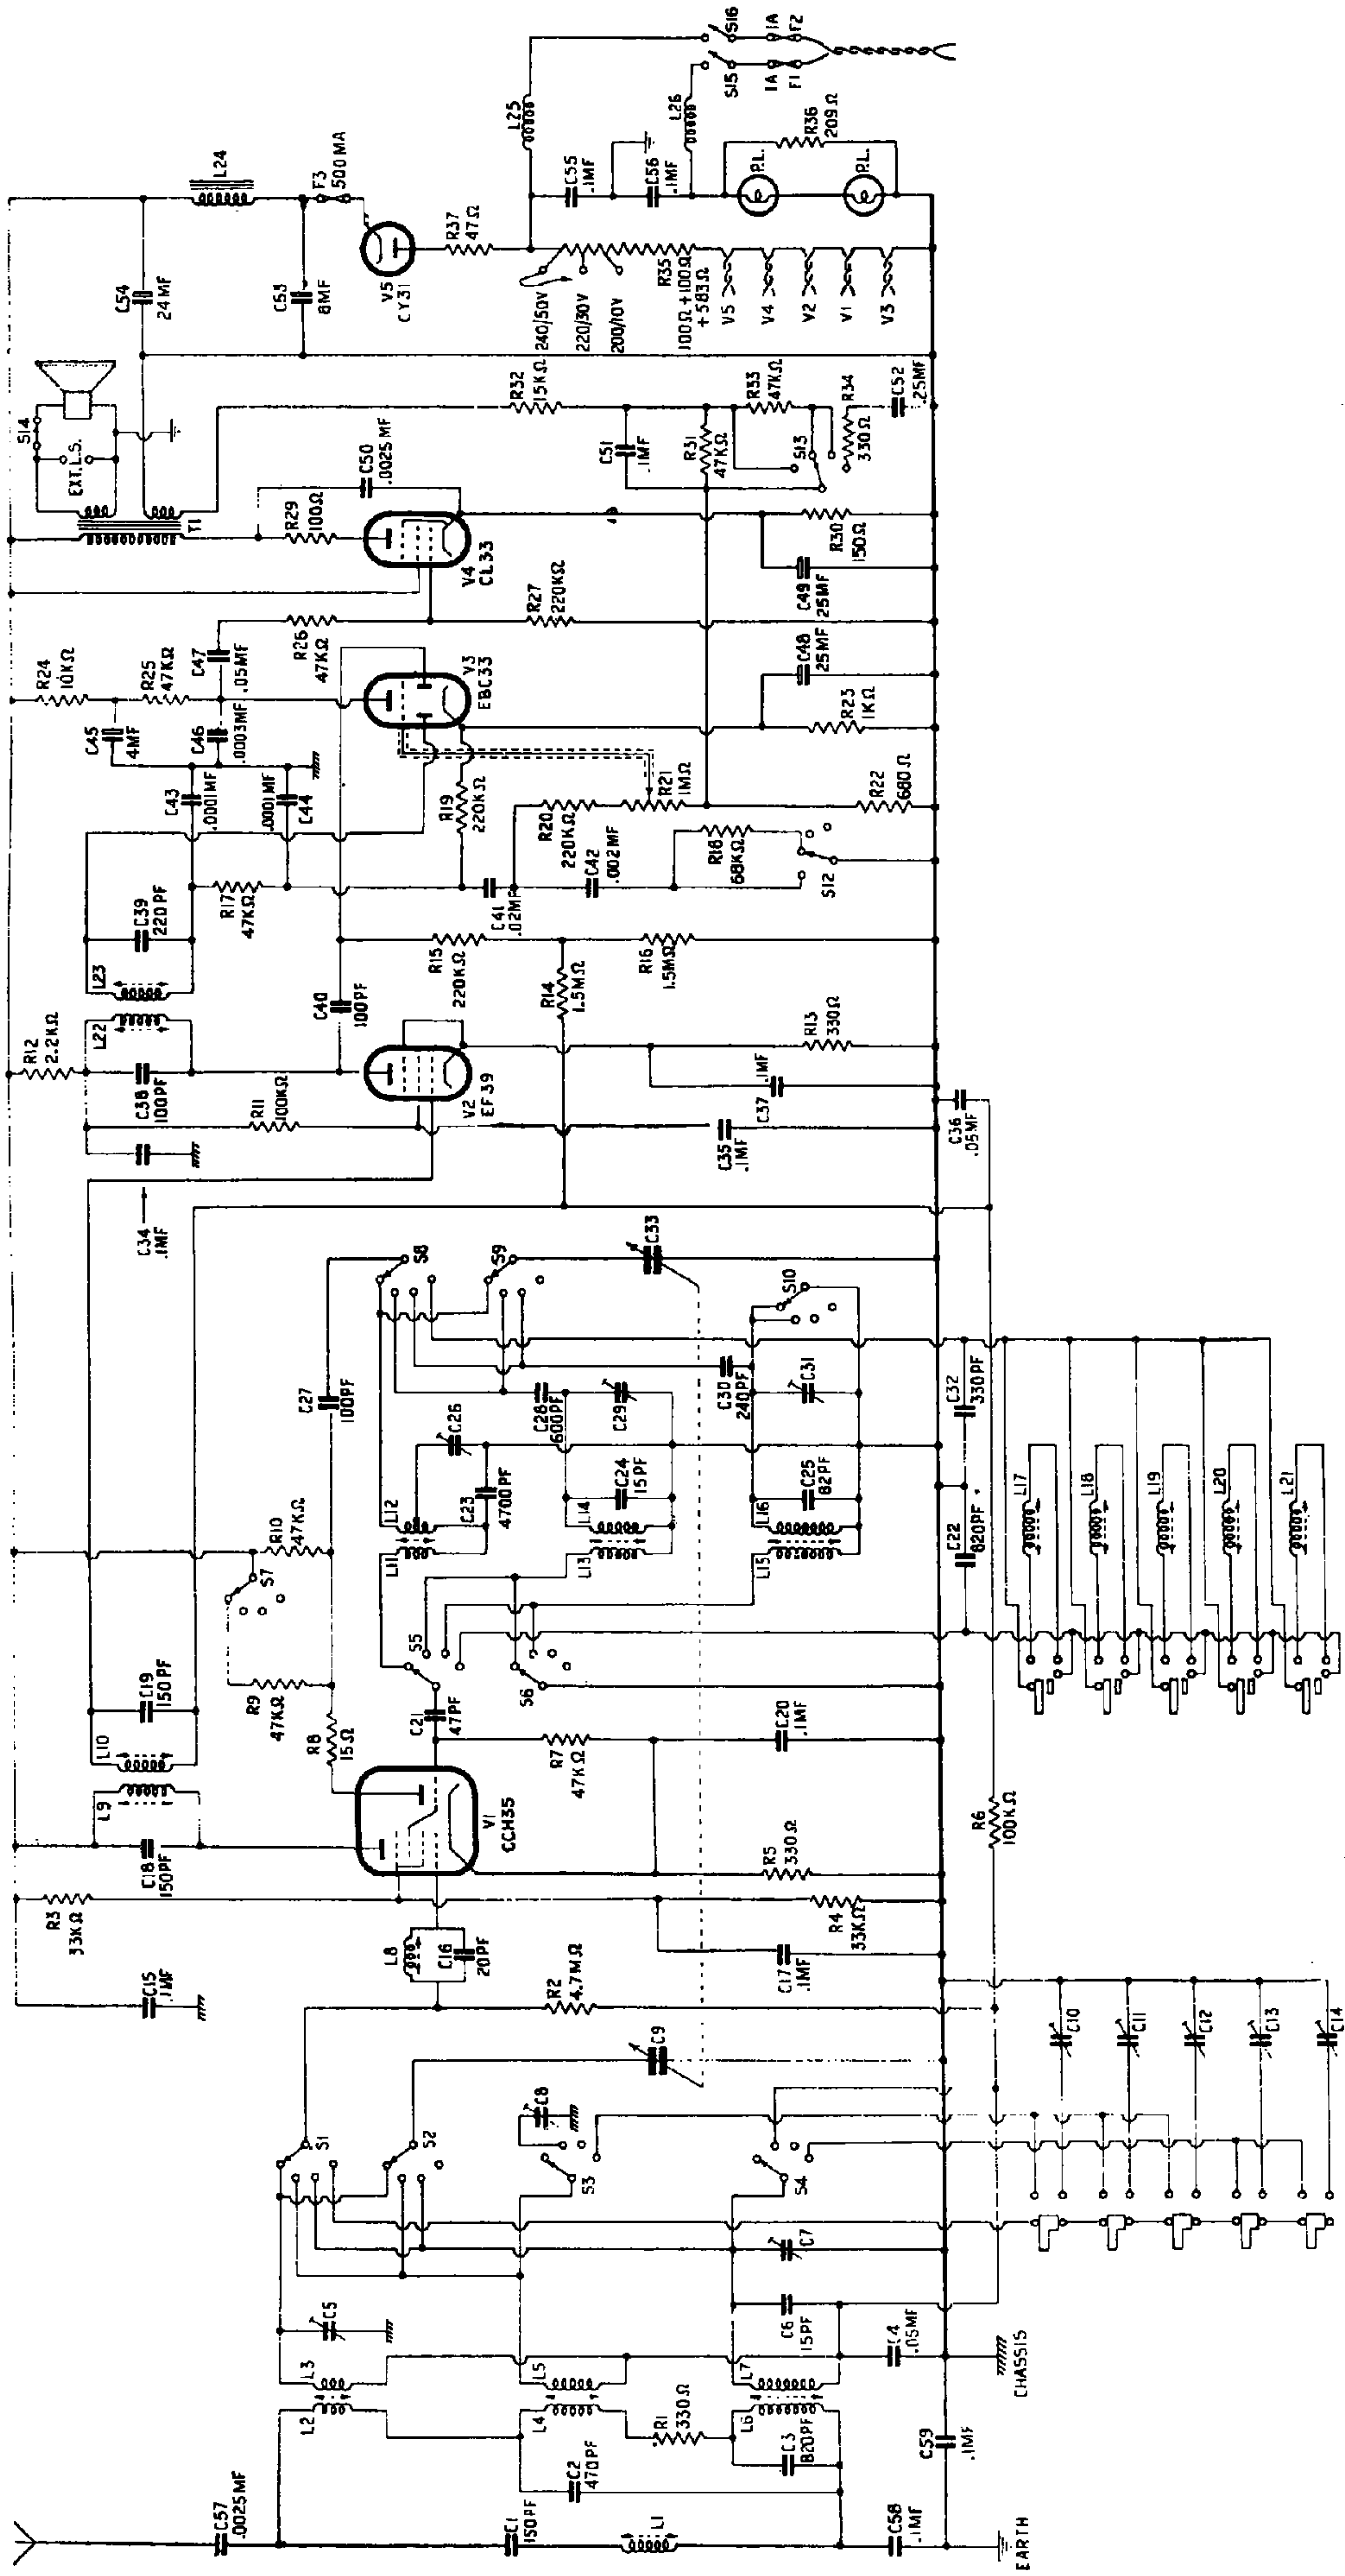 C57
.0025MF
C1
150PF
L1
C58
.1MF
EARTH
L2
L3
C5
C2
470PF
L4
L5
R1
330Ω
L6
L7
C3
820PF
C6
15PF
C7
C4
.05MF
C59
.1MF
CHASSIS
S1
S2
S3
C8
S4
C9
C10
C11
C12
C13
C14
C15
.1MF
R3
33KΩ
L8
C16
20PF
R2
4.7MΩ
C17
.1MF
R4
33KΩ
R5
330Ω
R6
100KΩ
C18
150PF
L9
L10
C19
150PF
V1
CCH35
R8
15Ω
R9
47KΩ
S7
R10
47KΩ
C21
47PF
R7
47KΩ
C20
.1MF
S5
S6
L11
L12
C26
C23
4700PF
L13
L14
C24
15PF
L15
L16
C25
82PF
C27
100PF
C28
600PF
C29
C30
240PF
C31
S8
S9
S10
C33
C22
820PF
C32
330PF
L17
L18
L19
L20
L21
C34
.1MF
R11
100KΩ
R12
2.2KΩ
C38
100PF
L22
L23
C39
220PF
V2
EF39
C40
100PF
C35
.1MF
C37
.1MF
R13
330Ω
C36
.05MF
R14
1.5MΩ
R15
220KΩ
R16
1.5MΩ
R17
47KΩ
C43
.0001MF
.0001MF
C44
C41
.02MF
R19
220KΩ
R20
220KΩ
C42
.002MF
R18
68KΩ
S12
R21
1MΩ
R22
680Ω
C45
4MF
C46
.0003MF
R24
10KΩ
R25
47KΩ
C47
.05MF
R26
47KΩ
V3
EBC33
R23
1KΩ
C48
25MF
R27
220KΩ
V4
CL33
R29
100Ω
C50
.0025MF
C49
25MF
R30
150Ω
T1
EXT.L.S.
S14
R32
15KΩ
C51
.1MF
R31
47KΩ
R33
47KΩ
S13
R34
330Ω
C52
.25MF
C54
24MF
C53
8MF
L24
F3
500MA
V5
CY31
R37
47Ω
240/50V
220/30V
200/10V
R35
100Ω+100Ω
+583Ω
V5
V4
V2
V1
V3
L25
C55
.1MF
C56
.1MF
L26
P.L.
P.L.
R36
209Ω
S15
S16
1A
F1
1A
F2